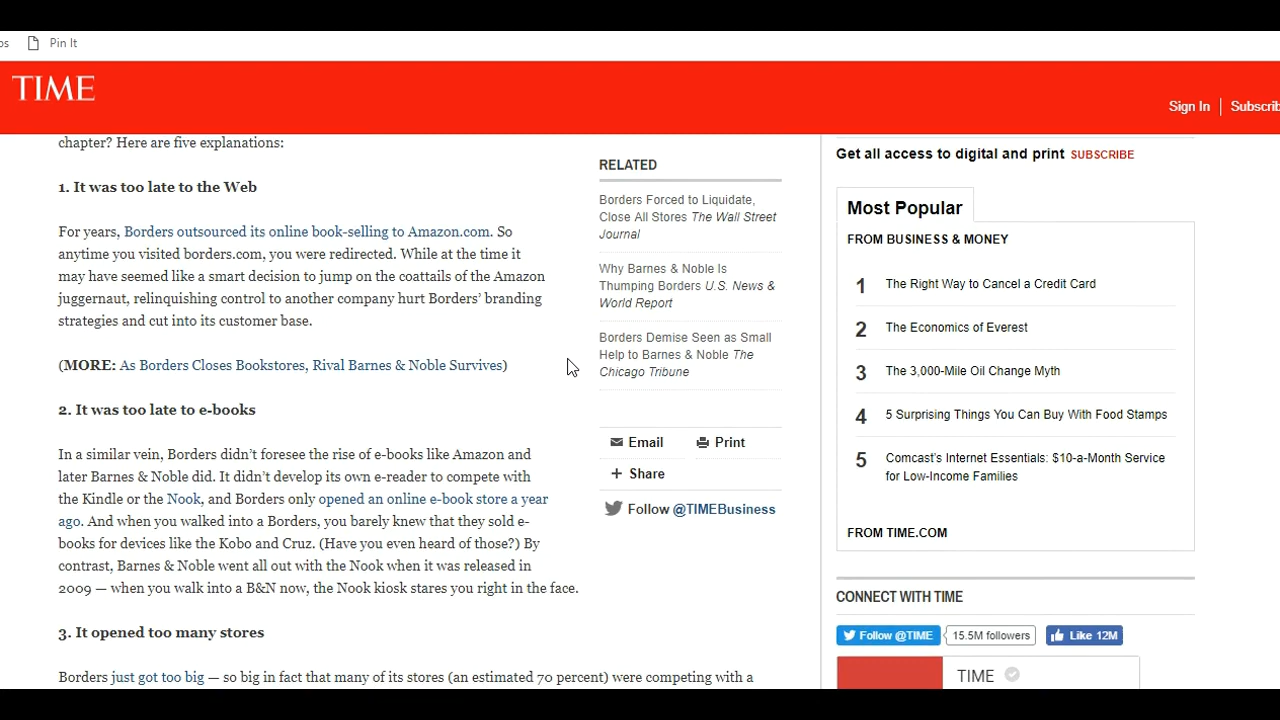 Pin It
TIME
Sign In
chapter? Here are five explanations:
1. It was too late to the Web
For years, Borders outsourced its online book-selling to Amazon.com. So
anytime you visited borders.com, you were redirected. While at the time it
may have seemed like a smart decision to jump on the coattails of the Amazon
juggernaut, relinquishing control to another company hurt Borders’ branding
strategies and cut into its customer base.
(MORE: As Borders Closes Bookstores, Rival Barnes & Noble Survives)
2. It was too late to e-books
In a similar vein, Borders didn’t foresee the rise of e-books like Amazon and
later Barnes & Noble did. It didn’t develop its own e-reader to compete with
the Kindle or the Nook, and Borders only opened an online e-book store a year
ago. And when you walked into a Borders, you barely knew that they sold e-
books for devices like the Kobo and Cruz. (Have you even heard of those?) By
contrast, Barnes & Noble went all out with the Nook when it was released in
2009 — when you walk into a B&N now, the Nook kiosk stares you right in the face.
3. It opened too many stores
Borders just got too big — so big in fact that many of its stores (an estimated 70 percent) were competing with a
RELATED
Borders Forced to Liquidate,
Close All Stores The Wall Street
Journal
Why Barnes & Noble Is
Thumping Borders U.S. News &
World Report
Borders Demise Seen as Small
Help to Barnes & Noble The
Chicago Tribune
Email
Print
+ Share
Follow @TIMEBusiness
Get all access to digital and print SUBSCRIBE
Most Popular
FROM BUSINESS & MONEY
1 The Right Way to Cancel a Credit Card
2 The Economics of Everest
3 The 3,000-Mile Oil Change Myth
4 5 Surprising Things You Can Buy With Food Stamps
5 Comcast's Internet Essentials: $10-a-Month Service
for Low-Income Families
FROM TIME.COM
CONNECT WITH TIME
Follow @TIME
15.5M followers
Like 12M
TIME